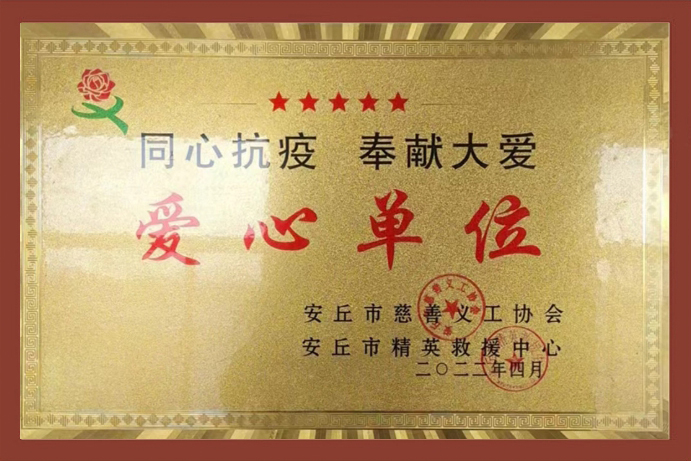 同心抗疫 奉献大爱
爱心单位
安丘市慈善义工协会
安丘市精英救援中心
二〇二二年四月